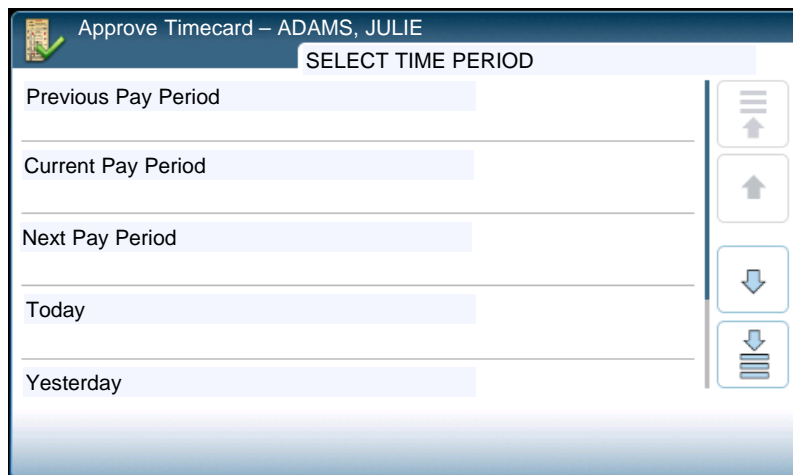 Approve Timecard – ADAMS, JULIE
SELECT TIME PERIOD
Previous Pay Period
Current Pay Period
Next Pay Period
Today
Yesterday